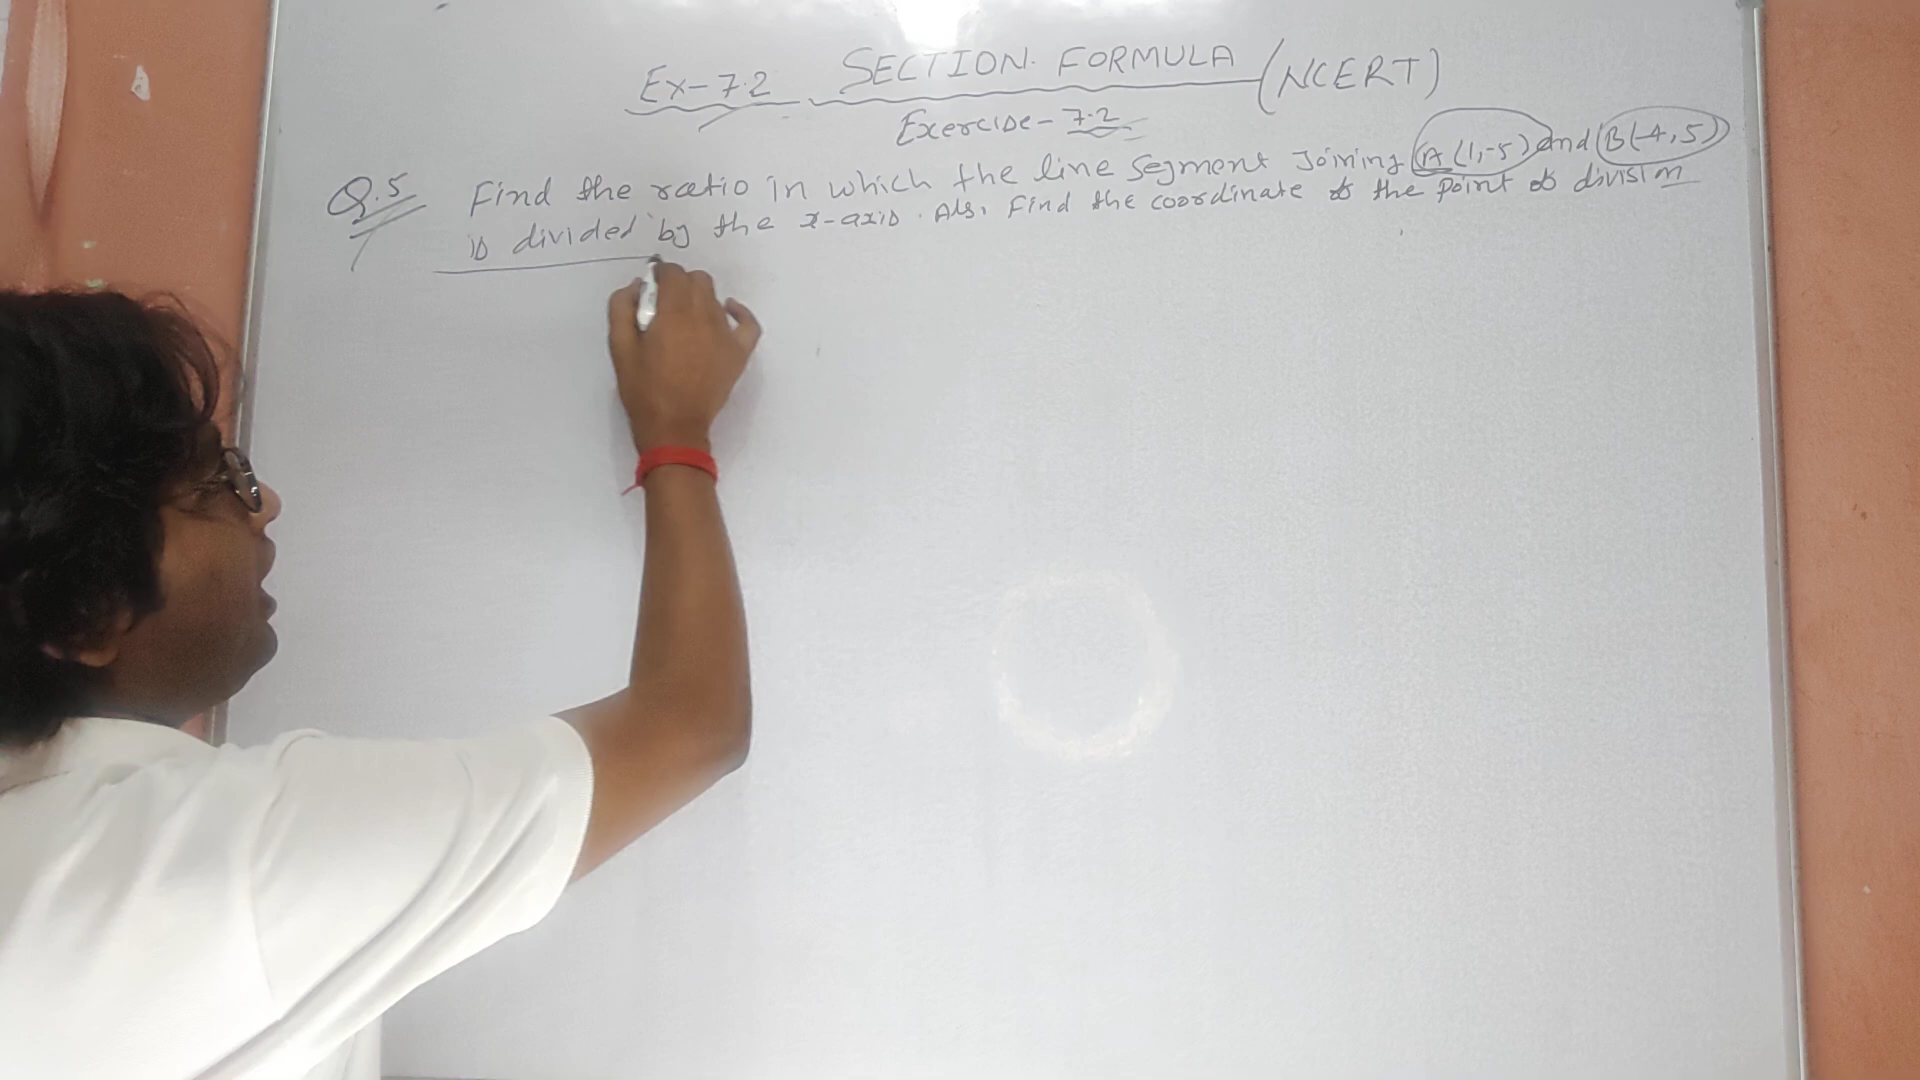 Ex-7.2 SECTION FORMULA (NCERT)
Exercise-7.2
Q.5 Find the ratio in which the line segment Joining A(1,-5) and B(-4,5)
is divided by the x-axis. Also Find the coordinate of the point of division